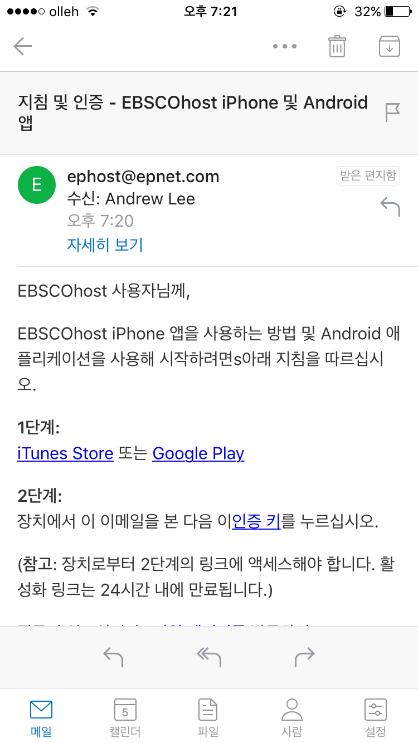 olleh 오후 7:21 32%
지침 및 인증 - EBSCOhost iPhone 및 Android
앱
E
ephost@epnet.com 받은 편지함
수신: Andrew Lee
오후 7:20
자세히 보기
EBSCOhost 사용자님께,
EBSCOhost iPhone 앱을 사용하는 방법 및 Android 애
플리케이션을 사용해 시작하려면s아래 지침을 따르십시
오.
1단계:
iTunes Store 또는 Google Play
2단계:
장치에서 이 이메일을 본 다음 이인증 키를 누르십시오.
(참고: 장치로부터 2단계의 링크에 액세스해야 합니다. 활
성화 링크는 24시간 내에 만료됩니다.)
5
메일 캘린더 파일 사람 설정